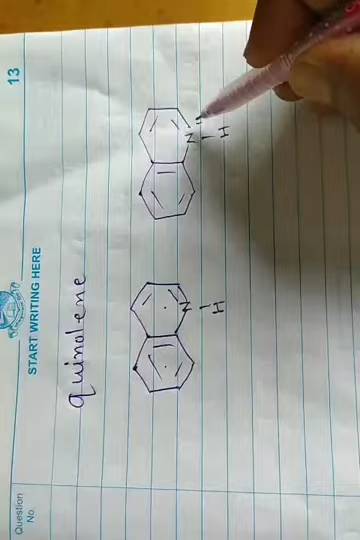 13
START WRITING HERE
Question
No.
quinolene
N
H
N
H